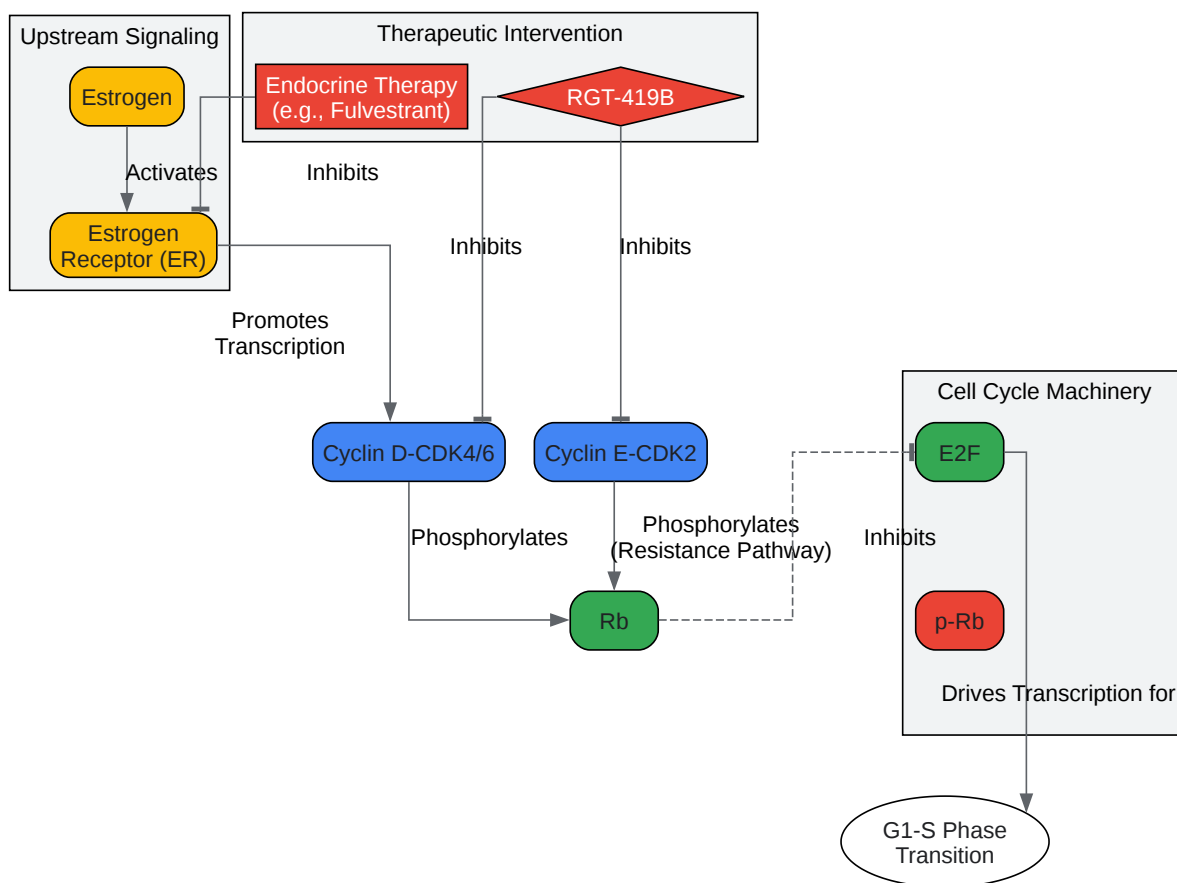 Upstream Signaling
Therapeutic Intervention
Estrogen
Endocrine Therapy
(e.g., Fulvestrant)
RGT-419B
Activates
Inhibits
Estrogen
Receptor (ER)
Inhibits
Inhibits
Promotes
Transcription
Cell Cycle Machinery
Cyclin D-CDK4/6
Cyclin E-CDK2
E2F
Phosphorylates
Phosphorylates
(Resistance Pathway)
Inhibits
Rb
p-Rb
Drives Transcription for
G1-S Phase
Transition